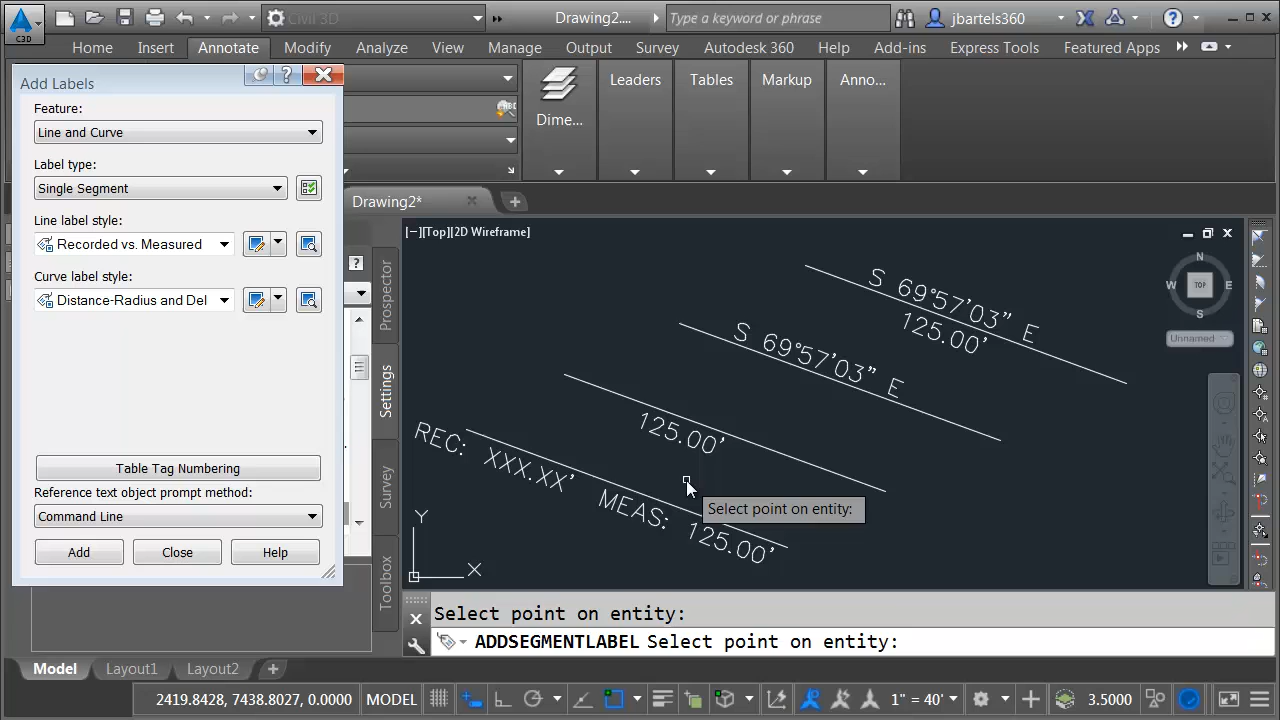 Civil 3D
Drawing2....
Type a keyword or phrase
jbartels360
C3D
Home
Insert
Annotate
Modify
Analyze
View
Manage
Output
Survey
Autodesk 360
Help
Add-ins
Express Tools
Featured Apps
Add Labels
Feature:
Line and Curve
Label type:
Single Segment
Line label style:
Recorded vs. Measured
Curve label style:
Distance-Radius and Del
Table Tag Numbering
Reference text object prompt method:
Command Line
Add
Close
Help
Dime...
Leaders
Tables
Markup
Anno...
Drawing2*
Prospector
Settings
Survey
Toolbox
[−][Top][2D Wireframe]
N
W
TOP
E
S
Unnamed
S 69°57'03" E
125.00'
S 69°57'03" E
125.00'
REC: XXX.XX' MEAS: 125.00'
Select point on entity:
Y
X
Select point on entity:
ADDSEGMENTLABEL Select point on entity:
Model
Layout1
Layout2
2419.8428, 7438.8027, 0.0000
MODEL
1" = 40'
3.5000